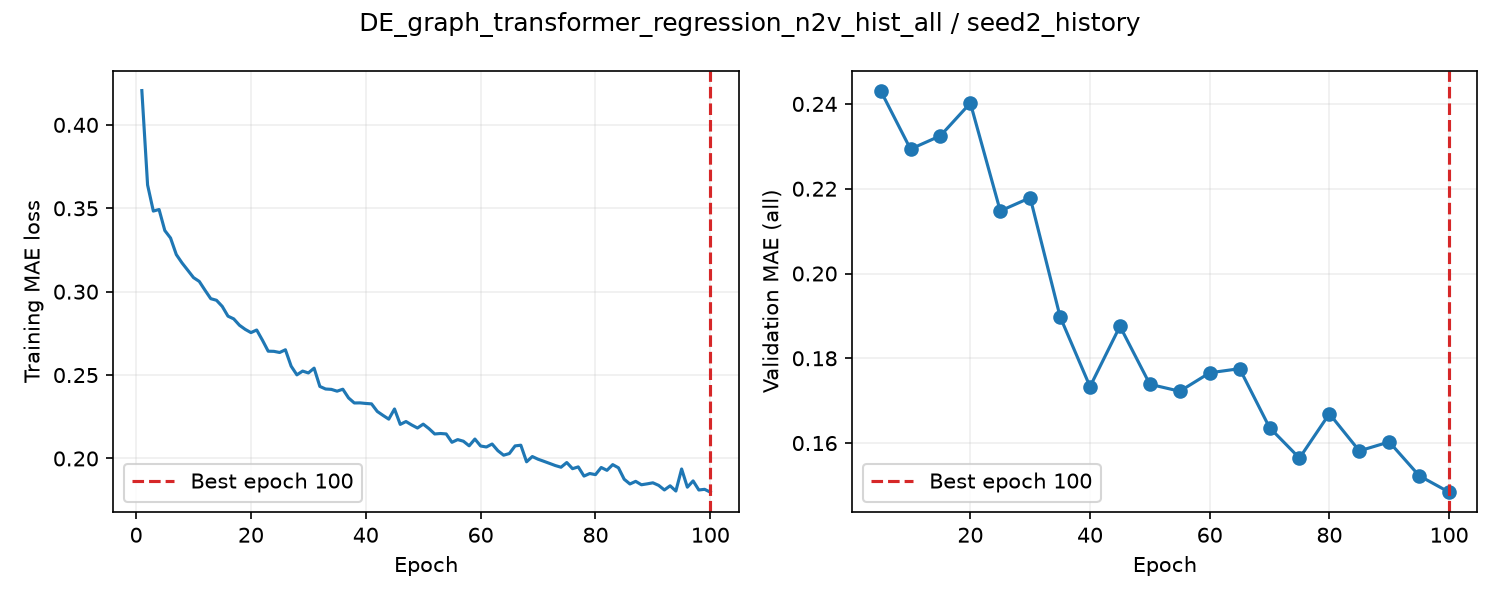 DE_graph_transformer_regression_n2v_hist_all / seed2_history
Training MAE loss
0.40
0.35
0.30
0.25
0.20
Best epoch 100
0 20 40 60 80 100
Epoch
Validation MAE (all)
0.24
0.22
0.20
0.18
0.16
Best epoch 100
20 40 60 80 100
Epoch